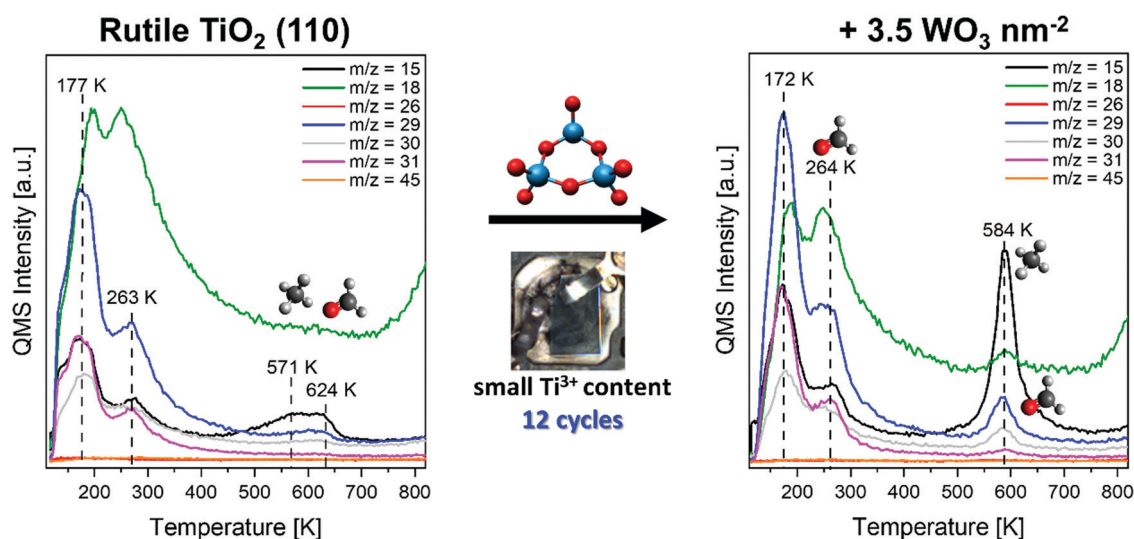 Rutile TiO₂ (110)
QMS Intensity [a.u.]
177 K
263 K
571 K
624 K
m/z = 15
m/z = 18
m/z = 26
m/z = 29
m/z = 30
m/z = 31
m/z = 45
200 300 400 500 600 700 800
Temperature [K]
small Ti³⁺ content
12 cycles
+ 3.5 WO₃ nm⁻²
QMS Intensity [a.u.]
172 K
264 K
584 K
m/z = 15
m/z = 18
m/z = 26
m/z = 29
m/z = 30
m/z = 31
m/z = 45
200 300 400 500 600 700 800
Temperature [K]